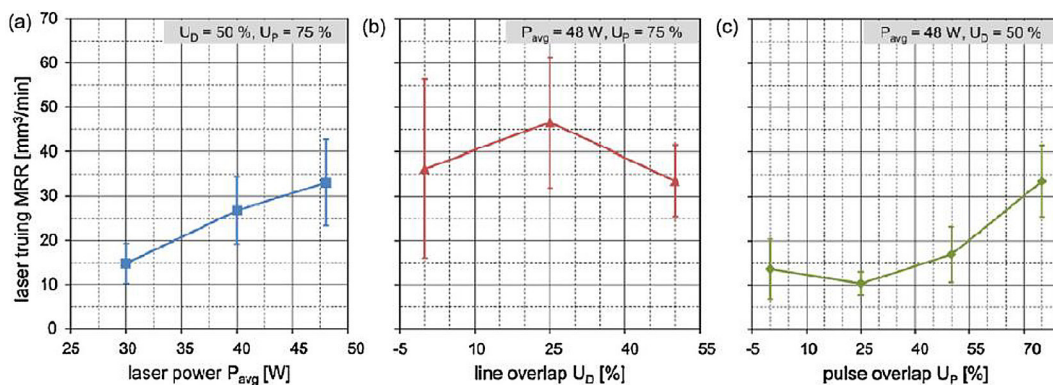 (a)
U_D = 50 %, U_P = 75 %
(b)
P_avg = 48 W, U_P = 75 %
(c)
P_avg = 48 W, U_D = 50 %
laser truing MRR [mm³/min]
70
60
50
40
30
20
10
0
25 30 35 40 45 50
-5 10 25 40 55
-5 10 25 40 55 70
laser power P_avg [W]
line overlap U_D [%]
pulse overlap U_P [%]